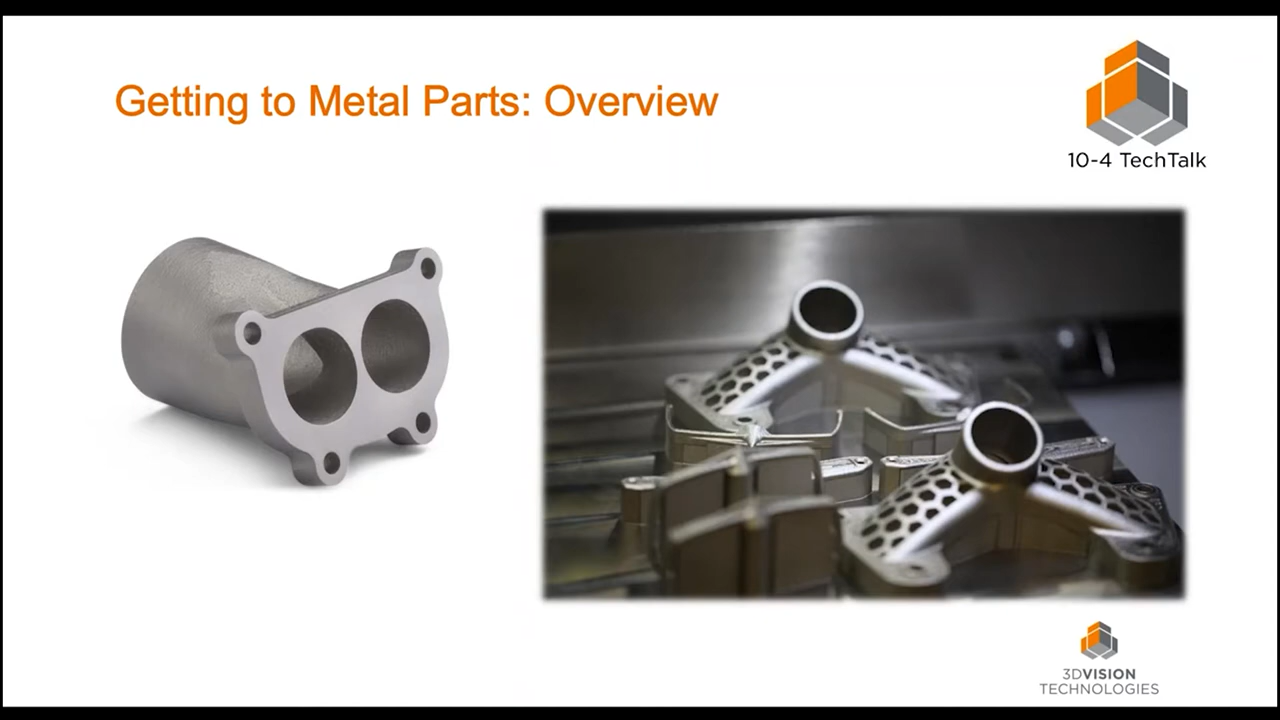 Getting to Metal Parts: Overview
10-4 TechTalk
3DVISION
TECHNOLOGIES